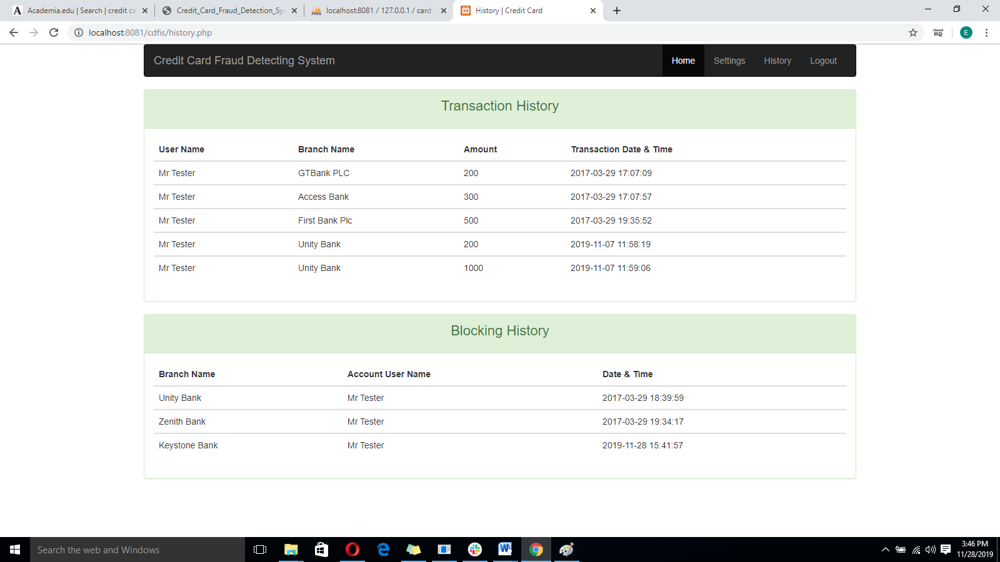 Academia.edu | Search | credit ca
Credit_Card_Fraud_Detection_Sys
localhost:8081 / 127.0.0.1 / card
History | Credit Card
localhost:8081/cdfis/history.php
cloud
HQ
E
Credit Card Fraud Detecting System
Home Settings History Logout
Transaction History
User Name Branch Name Amount Transaction Date & Time
Mr Tester GTBank PLC 200 2017-03-29 17:07:09
Mr Tester Access Bank 300 2017-03-29 17:07:57
Mr Tester First Bank Plc 500 2017-03-29 19:35:52
Mr Tester Unity Bank 200 2019-11-07 11:58:19
Mr Tester Unity Bank 1000 2019-11-07 11:59:06
Blocking History
Branch Name Account User Name Date & Time
Unity Bank Mr Tester 2017-03-29 18:39:59
Zenith Bank Mr Tester 2017-03-29 19:34:17
Keystone Bank Mr Tester 2019-11-28 15:41:57
Search the web and Windows
3:46 PM
11/28/2019